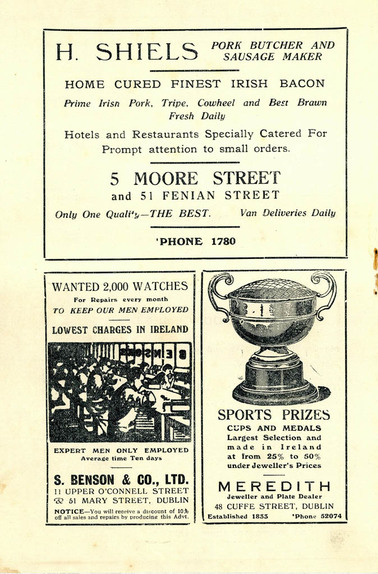 H. SHIELS PORK BUTCHER AND
SAUSAGE MAKER
HOME CURED FINEST IRISH BACON
Prime Irish Pork, Tripe, Cowheel and Best Brawn
Fresh Daily
Hotels and Restaurants Specially Catered For
Prompt attention to small orders.
5 MOORE STREET
and 51 FENIAN STREET
Only One Quality—THE BEST. Van Deliveries Daily
'PHONE 1780
WANTED 2,000 WATCHES
For Repairs every month
TO KEEP OUR MEN EMPLOYED
LOWEST CHARGES IN IRELAND
BENSO
EXPERT MEN ONLY EMPLOYED
Average time Ten days
S. BENSON & CO., LTD.
11 UPPER O'CONNELL STREET
51 MARY STREET, DUBLIN
NOTICE—You will receive a discount of 10%
off all sales and repairs by producing this Advt.
SPORTS PRIZES
CUPS AND MEDALS
Largest Selection and
made in Ireland
at from 25% to 50%
under Jeweller's Prices
MEREDITH
Jeweller and Plate Dealer
48 CUFFE STREET, DUBLIN
Established 1835 'Phone 52074